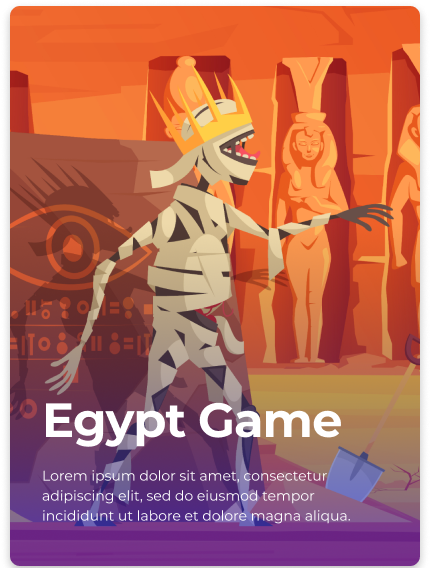 Egypt Game
Lorem ipsum dolor sit amet, consectetur
adipiscing elit, sed do eiusmod tempor
incididunt ut labore et dolore magna aliqua.